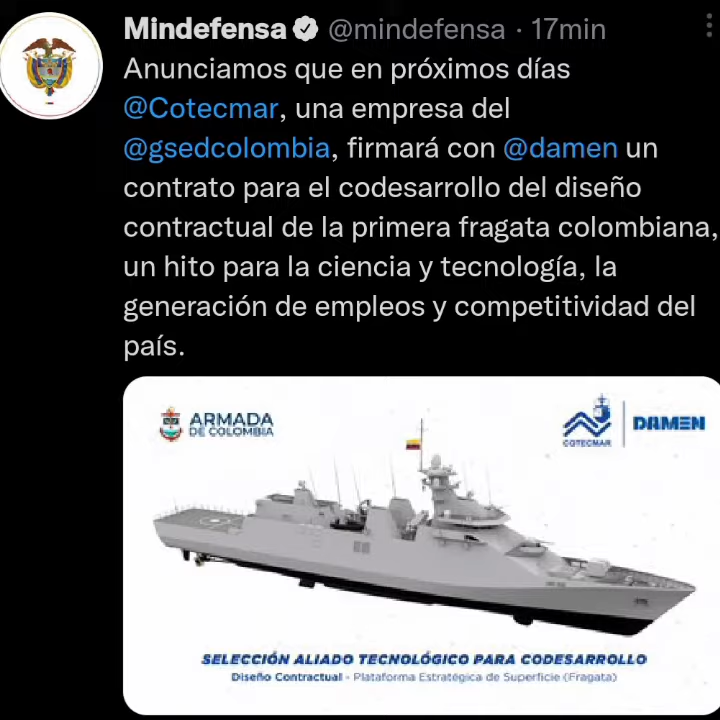 Mindefensa @mindefensa · 17min
Anunciamos que en próximos días
@Cotecmar, una empresa del
@gsedcolombia, firmará con @damen un
contrato para el codesarrollo del diseño
contractual de la primera fragata colombiana,
un hito para la ciencia y tecnología, la
generación de empleos y competitividad del
país.
ARMADA
DE COLOMBIA
COTECMAR
DAMEN
SELECCIÓN ALIADO TECNOLÓGICO PARA CODESARROLLO
Diseño Contractual - Plataforma Estratégica de Superficie (Fragata)